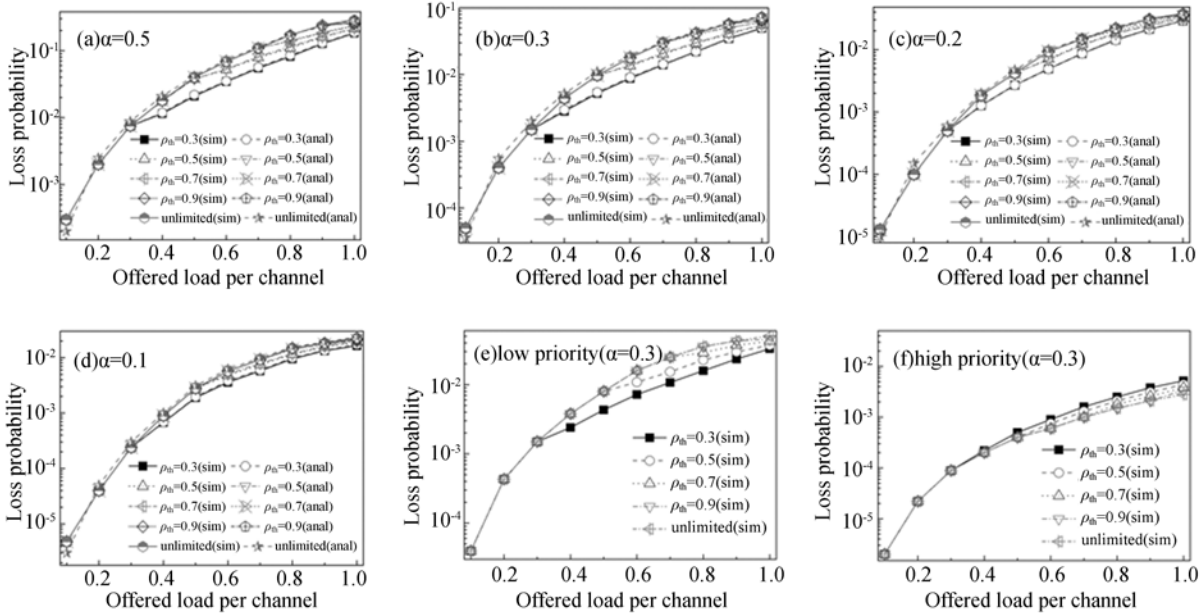 (a)α=0.5
Loss probability
10⁻¹
10⁻²
10⁻³
ρth=0.3(sim) ρth=0.3(anal)
ρth=0.5(sim) ρth=0.5(anal)
ρth=0.7(sim) ρth=0.7(anal)
ρth=0.9(sim) ρth=0.9(anal)
unlimited(sim) unlimited(anal)
0.2 0.4 0.6 0.8 1.0
Offered load per channel
(b)α=0.3
Loss probability
10⁻¹
10⁻²
10⁻³
10⁻⁴
ρth=0.3(sim) ρth=0.3(anal)
ρth=0.5(sim) ρth=0.5(anal)
ρth=0.7(sim) ρth=0.7(anal)
ρth=0.9(sim) ρth=0.9(anal)
unlimited(sim) unlimited(anal)
0.2 0.4 0.6 0.8 1.0
Offered load per channel
(c)α=0.2
Loss probability
10⁻²
10⁻³
10⁻⁴
10⁻⁵
ρth=0.3(sim) ρth=0.3(anal)
ρth=0.5(sim) ρth=0.5(anal)
ρth=0.7(sim) ρth=0.7(anal)
ρth=0.9(sim) ρth=0.9(anal)
unlimited(sim) unlimited(anal)
0.2 0.4 0.6 0.8 1.0
Offered load per channel
(d)α=0.1
Loss probability
10⁻²
10⁻³
10⁻⁴
10⁻⁵
ρth=0.3(sim) ρth=0.3(anal)
ρth=0.5(sim) ρth=0.5(anal)
ρth=0.7(sim) ρth=0.7(anal)
ρth=0.9(sim) ρth=0.9(anal)
unlimited(sim) unlimited(anal)
0.2 0.4 0.6 0.8 1.0
Offered load per channel
(e)low priority(α=0.3)
Loss probability
10⁻²
10⁻³
10⁻⁴
ρth=0.3(sim)
ρth=0.5(sim)
ρth=0.7(sim)
ρth=0.9(sim)
unlimited(sim)
0.2 0.4 0.6 0.8 1.0
Offered load per channel
(f)high priority(α=0.3)
Loss probability
10⁻²
10⁻³
10⁻⁴
10⁻⁵
ρth=0.3(sim)
ρth=0.5(sim)
ρth=0.7(sim)
ρth=0.9(sim)
unlimited(sim)
0.2 0.4 0.6 0.8 1.0
Offered load per channel